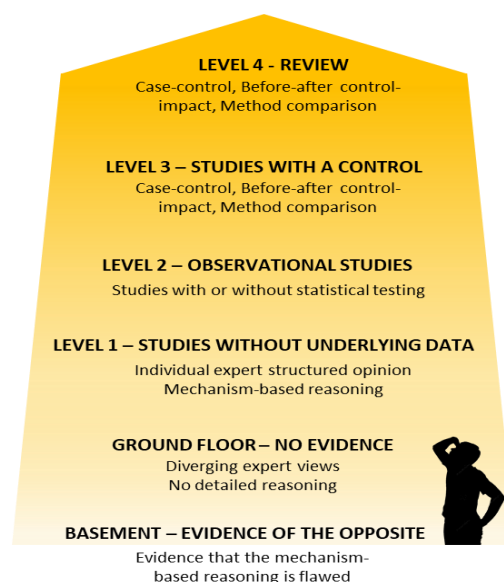 LEVEL 4 - REVIEW
Case-control, Before-after control-
impact, Method comparison
LEVEL 3 – STUDIES WITH A CONTROL
Case-control, Before-after control-
impact, Method comparison
LEVEL 2 – OBSERVATIONAL STUDIES
Studies with or without statistical testing
LEVEL 1 – STUDIES WITHOUT UNDERLYING DATA
Individual expert structured opinion
Mechanism-based reasoning
GROUND FLOOR – NO EVIDENCE
Diverging expert views
No detailed reasoning
BASEMENT – EVIDENCE OF THE OPPOSITE
Evidence that the mechanism-
based reasoning is flawed